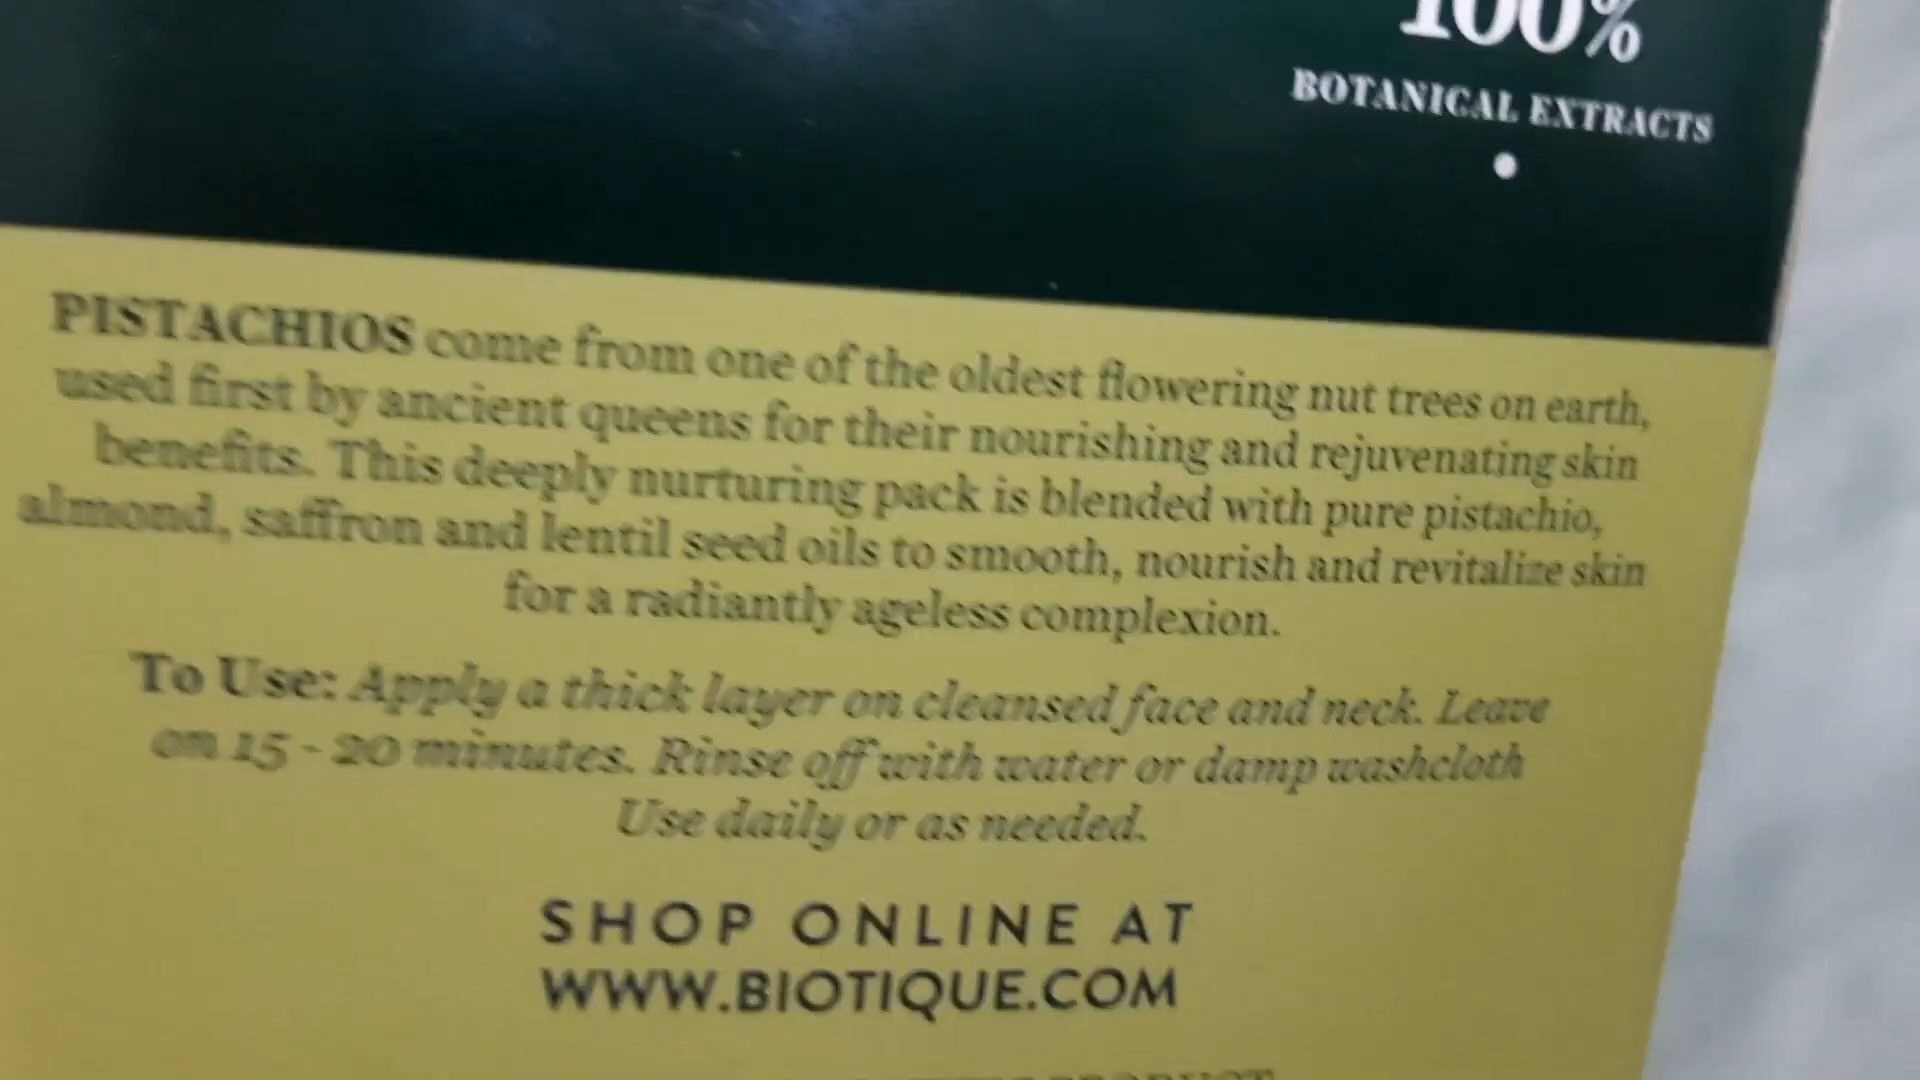 100%
BOTANICAL EXTRACTS
PISTACHIOS come from one of the oldest flowering nut trees on earth,
used first by ancient queens for their nourishing and rejuvenating skin
benefits. This deeply nurturing pack is blended with pure pistachio,
almond, saffron and lentil seed oils to smooth, nourish and revitalize skin
for a radiantly ageless complexion.
To Use: Apply a thick layer on cleansed face and neck. Leave
on 15 - 20 minutes. Rinse off with water or damp washcloth
Use daily or as needed.
SHOP ONLINE AT
WWW.BIOTIQUE.COM
PRODUCT